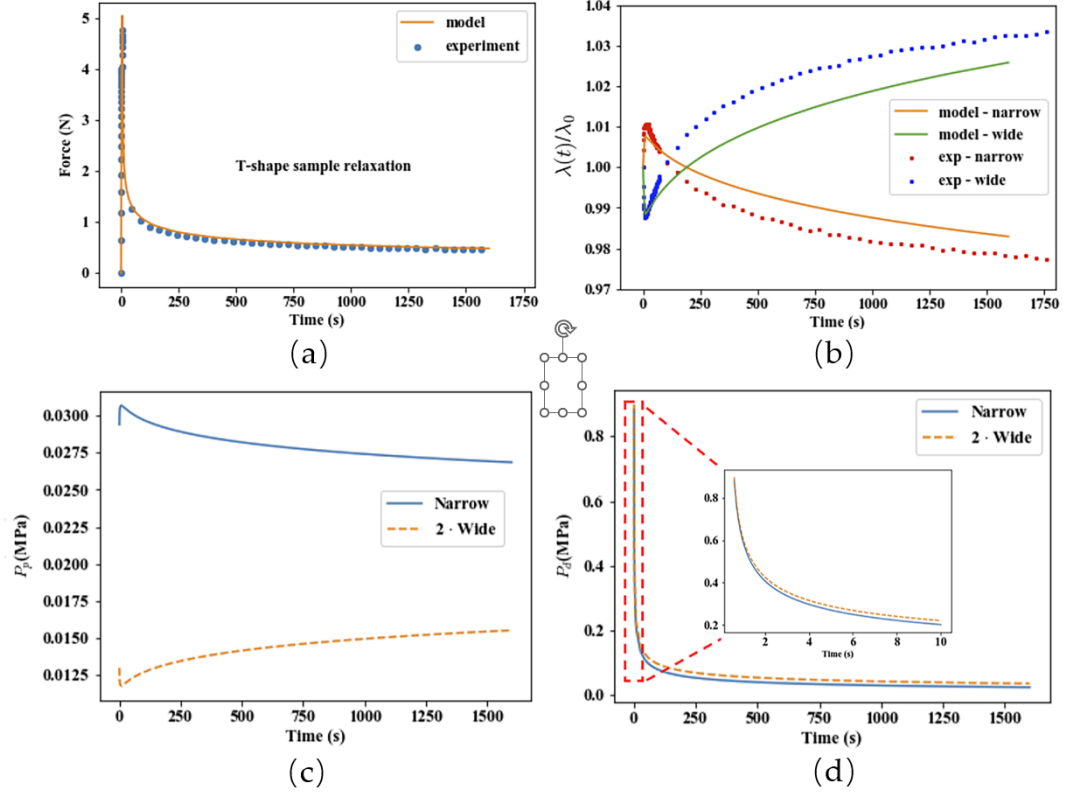 5
4
3
2
1
0
Force (N)
model
experiment
T-shape sample relaxation
0 250 500 750 1000 1250 1500 1750
Time (s)
(a)
1.04
1.03
1.02
1.01
1.00
0.99
0.98
0.97
λ(t)/λ0
model - narrow
model - wide
exp - narrow
exp - wide
0 250 500 750 1000 1250 1500 1750
Time (s)
(b)
0.0300
0.0275
0.0250
0.0225
0.0200
0.0175
0.0150
0.0125
Pp(MPa)
Narrow
2 · Wide
0 250 500 750 1000 1250 1500
Time (s)
(c)
0.8
0.6
0.4
0.2
0.0
Pd(MPa)
Narrow
2 · Wide
0.8
0.6
0.4
0.2
2 4 6 8 10
Time (s)
0 250 500 750 1000 1250 1500
Time (s)
(d)